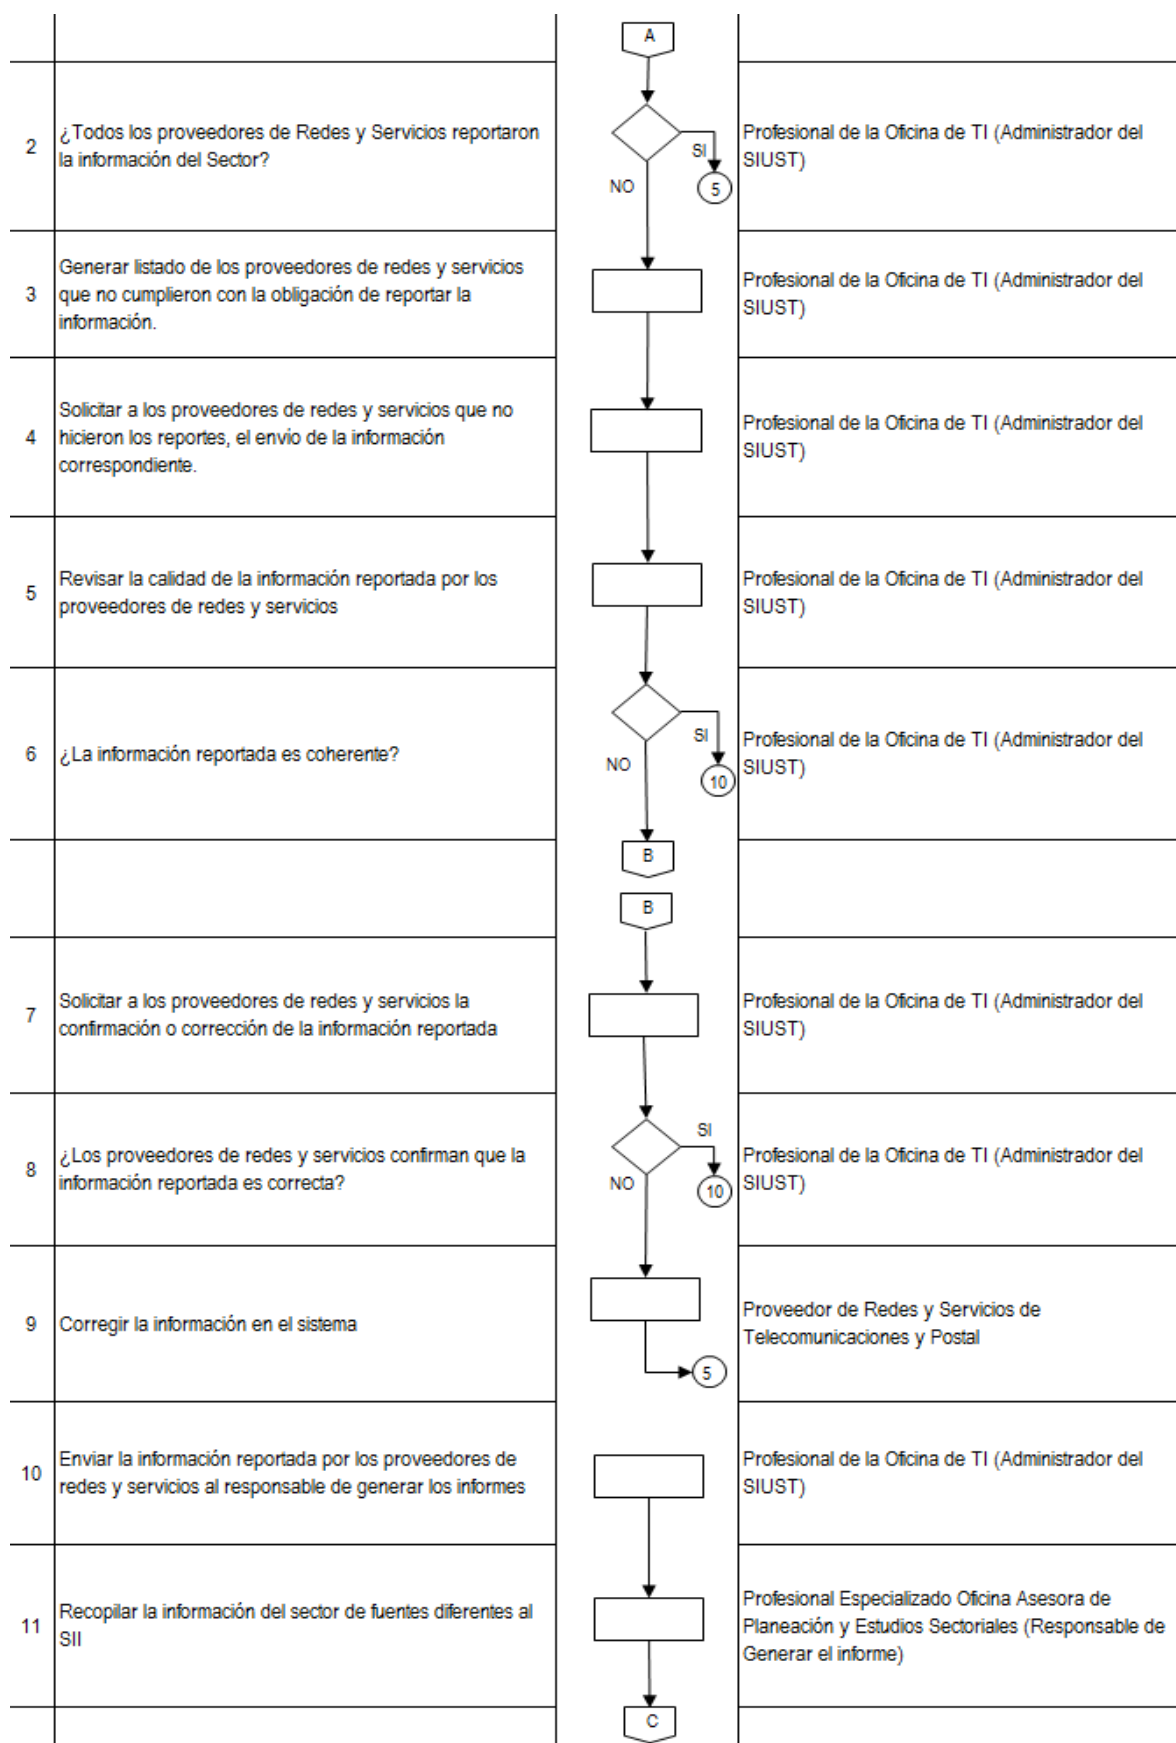 A
2
¿Todos los proveedores de Redes y Servicios reportaron
la información del Sector?
SI
NO
5
Profesional de la Oficina de TI (Administrador del
SIUST)
3
Generar listado de los proveedores de redes y servicios
que no cumplieron con la obligación de reportar la
información.
Profesional de la Oficina de TI (Administrador del
SIUST)
4
Solicitar a los proveedores de redes y servicios que no
hicieron los reportes, el envío de la información
correspondiente.
Profesional de la Oficina de TI (Administrador del
SIUST)
5
Revisar la calidad de la información reportada por los
proveedores de redes y servicios
Profesional de la Oficina de TI (Administrador del
SIUST)
6
¿La información reportada es coherente?
SI
NO
10
Profesional de la Oficina de TI (Administrador del
SIUST)
B
B
7
Solicitar a los proveedores de redes y servicios la
confirmación o corrección de la información reportada
Profesional de la Oficina de TI (Administrador del
SIUST)
8
¿Los proveedores de redes y servicios confirman que la
información reportada es correcta?
SI
NO
10
Profesional de la Oficina de TI (Administrador del
SIUST)
9
Corregir la información en el sistema
5
Proveedor de Redes y Servicios de
Telecomunicaciones y Postal
10
Enviar la información reportada por los proveedores de
redes y servicios al responsable de generar los informes
Profesional de la Oficina de TI (Administrador del
SIUST)
11
Recopilar la información del sector de fuentes diferentes al
SII
Profesional Especializado Oficina Asesora de
Planeación y Estudios Sectoriales (Responsable de
Generar el informe)
C